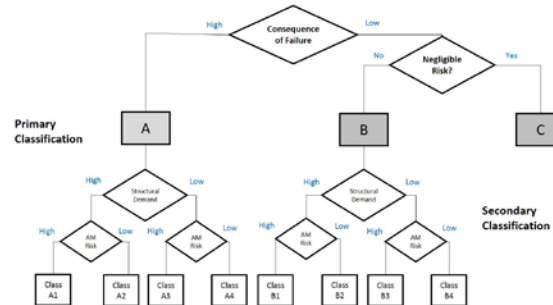 Consequence
of Failure
High
Low
Negligible
Risk?
No
Yes
Primary
Classification
A
B
C
Structural
Demand
High
Low
Structural
Demand
High
Low
Secondary
Classification
AM
Risk
High
Low
AM
Risk
High
Low
AM
Risk
High
Low
AM
Risk
High
Low
Class
A1
Class
A2
Class
A3
Class
A4
Class
B1
Class
B2
Class
B3
Class
B4